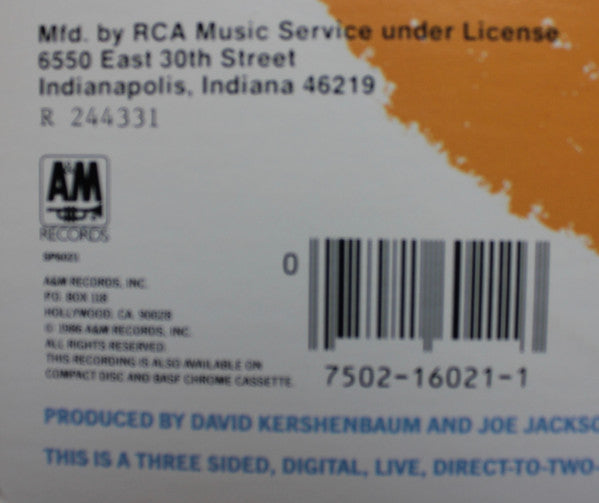 Mfd. by RCA Music Service under License
6550 East 30th Street
Indianapolis, Indiana 46219
R 244331
A&M
RECORDS
SP6021
A&M RECORDS, INC.
P.O. BOX 118
HOLLYWOOD, CA. 90028
© 1986 A&M RECORDS, INC.
ALL RIGHTS RESERVED.
THIS RECORDING IS ALSO AVAILABLE ON
COMPACT DISC AND BASF CHROME CASSETTE.
0
7502-16021-1
PRODUCED BY DAVID KERSHENBAUM AND JOE JACKSO
THIS IS A THREE SIDED, DIGITAL, LIVE, DIRECT-TO-TWO-